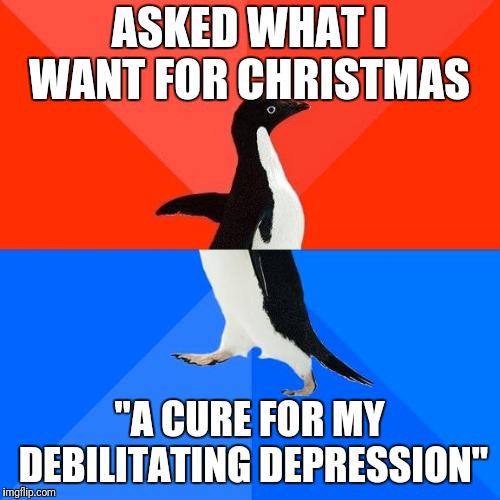 ASKED WHAT I
WANT FOR CHRISTMAS
"A CURE FOR MY
DEBILITATING DEPRESSION"
imgflip.com